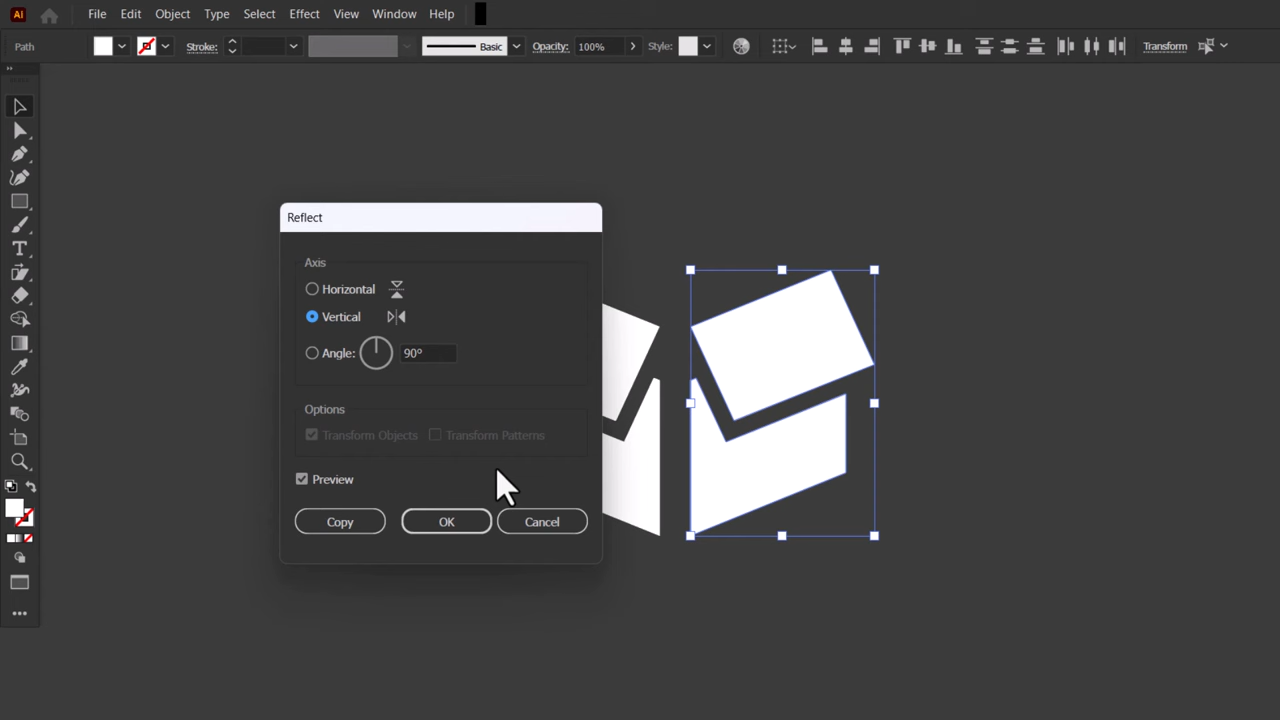 Ai File Edit Object Type Select Effect View Window Help
Path Stroke: Basic Opacity: 100% Style: Transform
Reflect
Axis
Horizontal
Vertical
Angle: 90°
Options
Transform Objects Transform Patterns
Preview
Copy OK Cancel